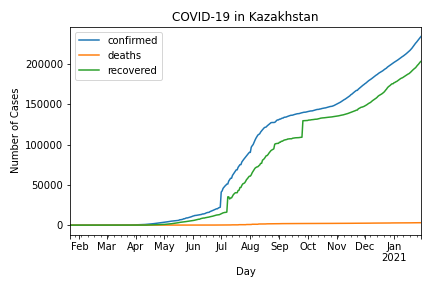 COVID-19 in Kazakhstan
confirmed
deaths
recovered
Number of Cases
200000
150000
100000
50000
0
Feb Mar Apr May Jun Jul Aug Sep Oct Nov Dec Jan
2021
Day